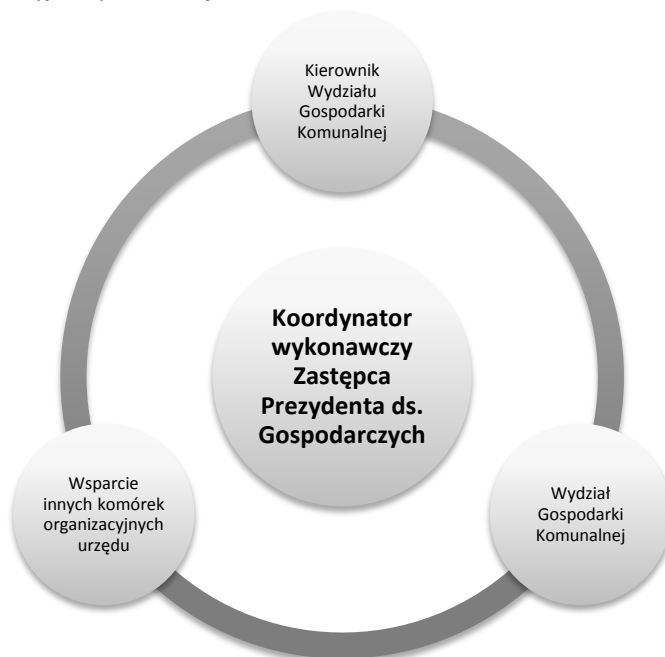 Kierownik
Wydziału
Gospodarki
Komunalnej
Koordynator
wykonawczy
Zastępca
Prezydenta ds.
Gospodarczych
Wsparcie
innych komórek
organizacyjnych
urzędu
Wydział
Gospodarki
Komunalnej